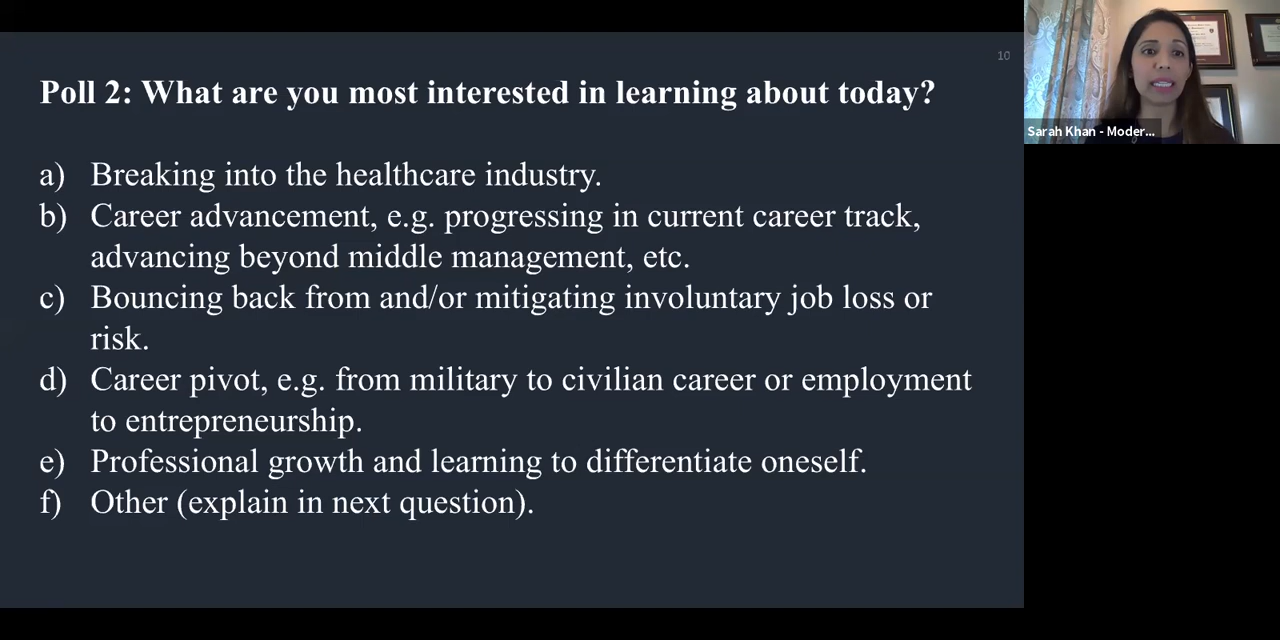 10
Poll 2: What are you most interested in learning about today?
a) Breaking into the healthcare industry.
b) Career advancement, e.g. progressing in current career track,
advancing beyond middle management, etc.
c) Bouncing back from and/or mitigating involuntary job loss or
risk.
d) Career pivot, e.g. from military to civilian career or employment
to entrepreneurship.
e) Professional growth and learning to differentiate oneself.
f) Other (explain in next question).
Sarah Khan - Moder...